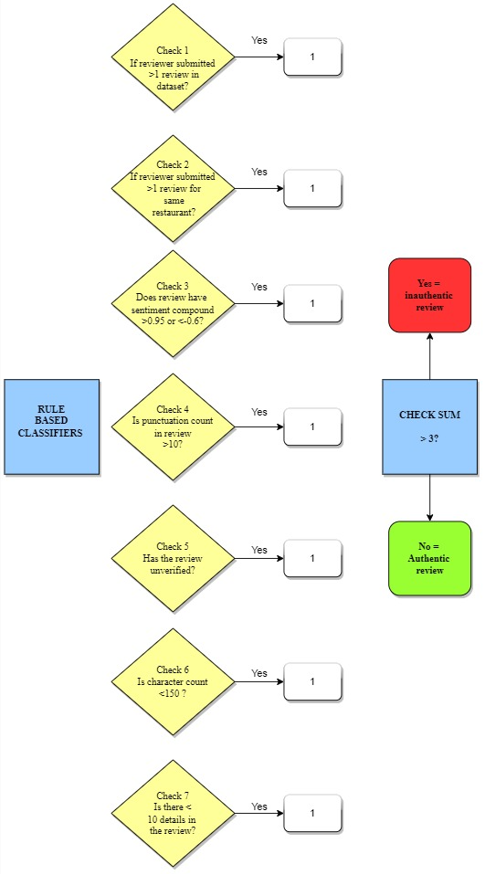 Check 1
If reviewer submitted
>1 review in
dataset?
Yes
1
Check 2
If reviewer submitted
>1 review for
same
restaurant?
Yes
1
Check 3
Does review have
sentiment compound
>0.95 or <-0.6?
Yes
1
Yes =
inauthentic
review
RULE
BASED
CLASSIFIERS
Check 4
Is punctuation count
in review
>10?
Yes
1
CHECK SUM
> 3?
Check 5
Has the review
unverified?
Yes
1
No =
Authentic
review
Check 6
Is character count
<150 ?
Yes
1
Check 7
Is there <
10 details in
the review?
Yes
1